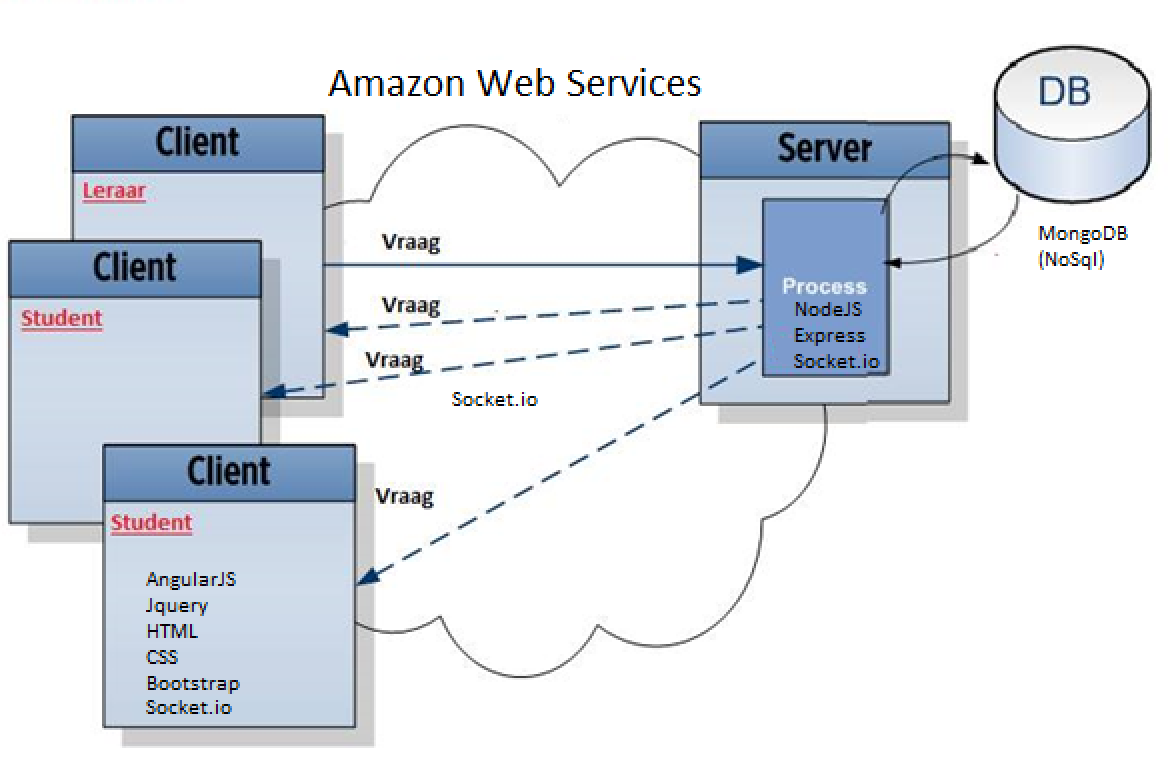 Amazon Web Services
Client
Leraar
Client
Student
Client
Student
AngularJS
Jquery
HTML
CSS
Bootstrap
Socket.io
Vraag
Vraag
Vraag
Socket.io
Vraag
Server
Process
NodeJS
Express
Socket.io
DB
MongoDB
(NoSql)